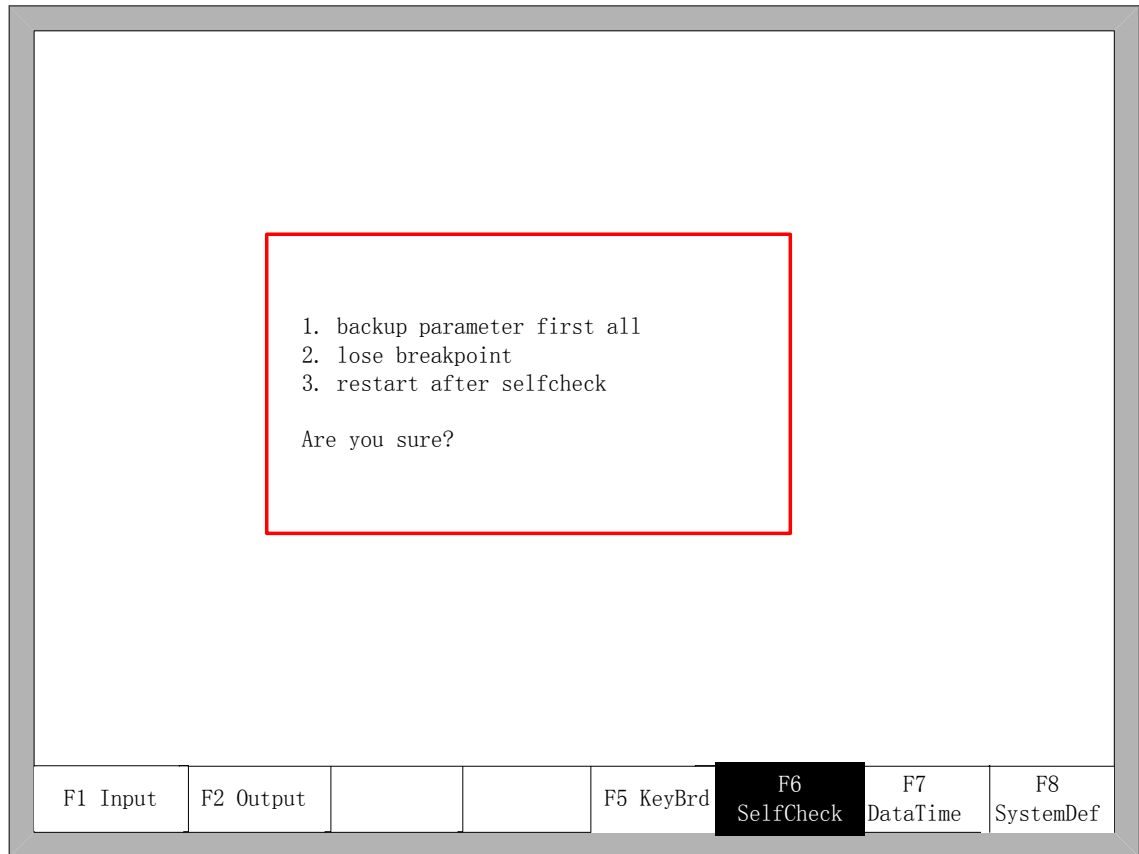 1. backup parameter first all
2. lose breakpoint
3. restart after selfcheck
Are you sure?
F1 Input
F2 Output
F5 KeyBrd
F6
SelfCheck
F7
DataTime
F8
SystemDef